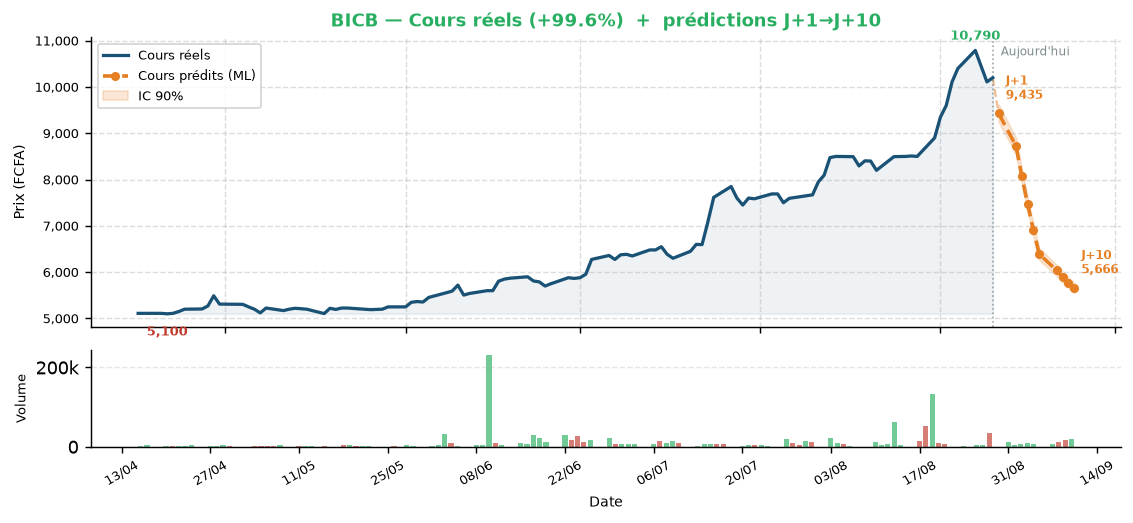 BICB — Cours réels (+99.6%)  +  prédictions J+1→J+10
10,790
Aujourd'hui
Cours réels
Cours prédits (ML)
IC 90%
J+1
9,435
J+10
5,666
5,100
Prix (FCFA)
11,000
10,000
9,000
8,000
7,000
6,000
5,000
Volume
200k
0
13/04
27/04
11/05
25/05
08/06
22/06
06/07
20/07
03/08
17/08
31/08
14/09
Date